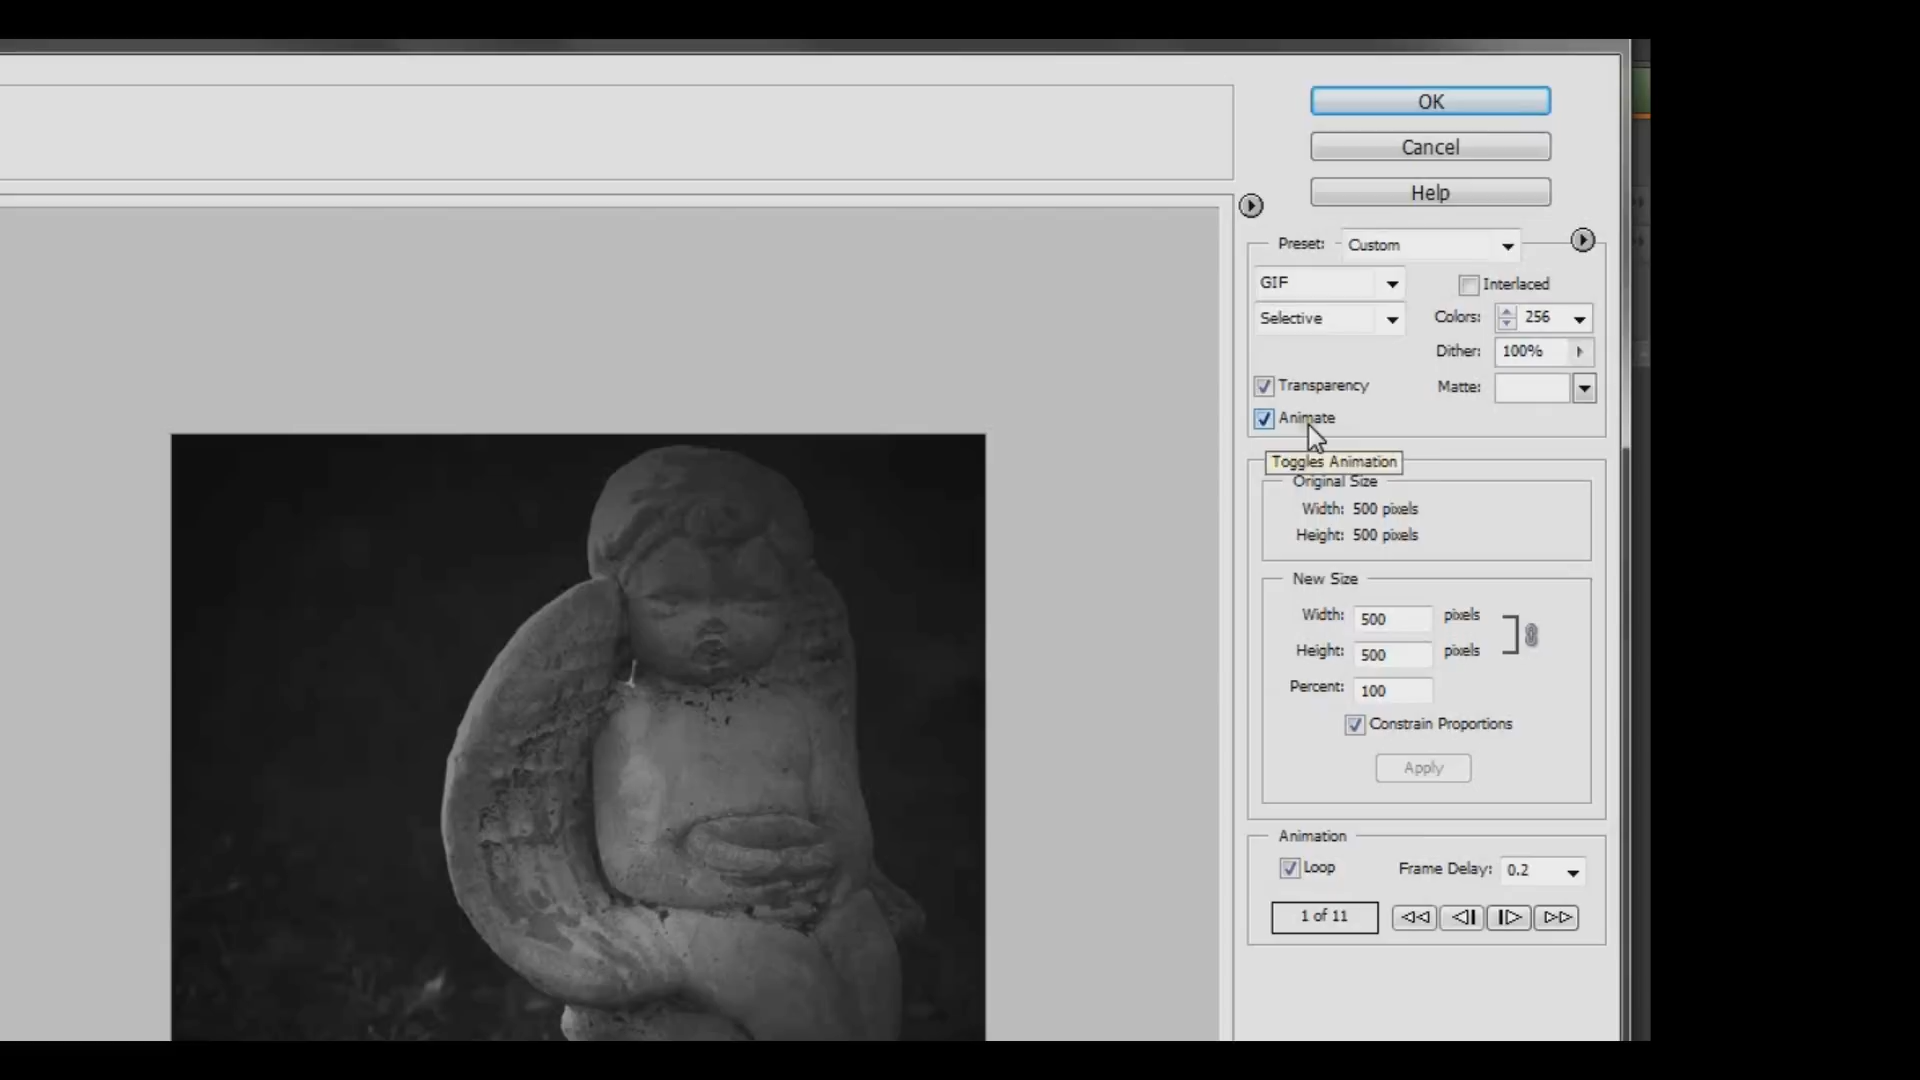 OK
Cancel
Help
Preset: Custom
GIF Interlaced
Selective Colors: 256
Dither: 100%
Transparency Matte:
Animate
Toggles Animation
Original Size
Width: 500 pixels
Height: 500 pixels
New Size
Width: 500 pixels
Height: 500 pixels
Percent: 100
Constrain Proportions
Apply
Animation
Loop Frame Delay: 0.2
1 of 11